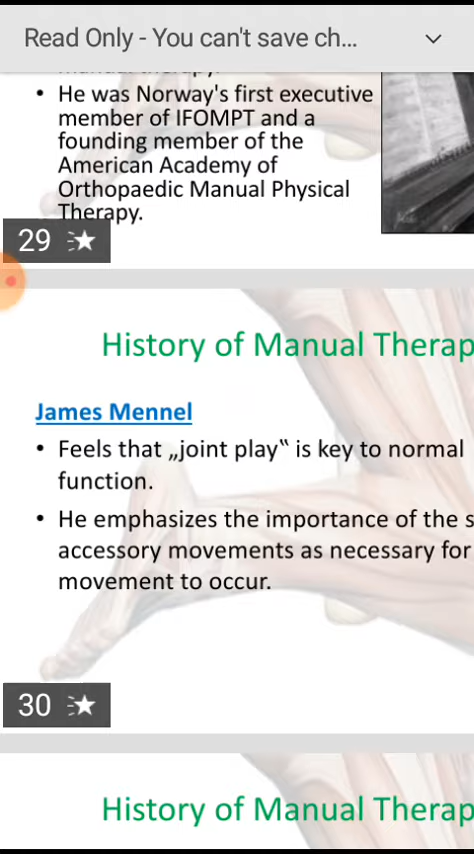 Read Only - You can't save ch...
• He was Norway's first executive
member of IFOMPT and a
founding member of the
American Academy of
Orthopaedic Manual Physical
Therapy.
29
History of Manual Therap
James Mennel
• Feels that „joint play‟ is key to normal
function.
• He emphasizes the importance of the s
accessory movements as necessary for
movement to occur.
30
History of Manual Therap